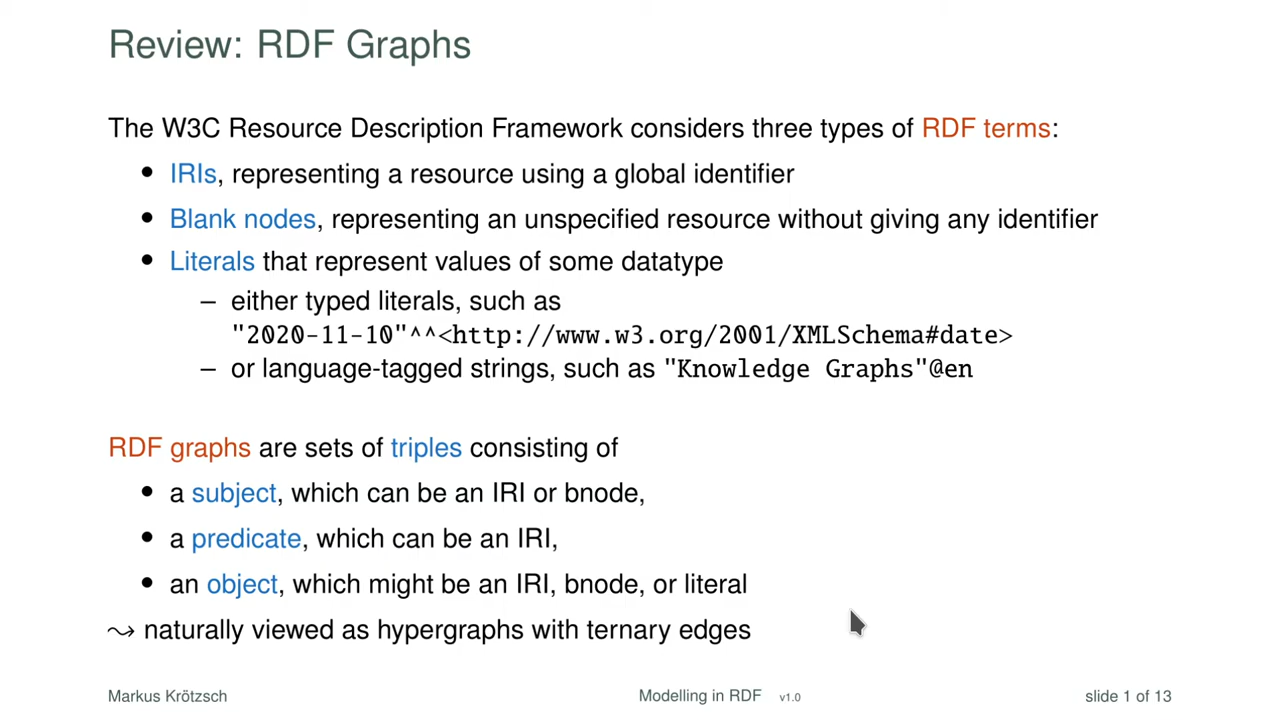 Review: RDF Graphs
The W3C Resource Description Framework considers three types of RDF terms:
• IRIs, representing a resource using a global identifier
• Blank nodes, representing an unspecified resource without giving any identifier
• Literals that represent values of some datatype
– either typed literals, such as
"2020-11-10"^^<http://www.w3.org/2001/XMLSchema#date>
– or language-tagged strings, such as "Knowledge Graphs"@en
RDF graphs are sets of triples consisting of
• a subject, which can be an IRI or bnode,
• a predicate, which can be an IRI,
• an object, which might be an IRI, bnode, or literal
⇝ naturally viewed as hypergraphs with ternary edges
Markus Krötzsch Modelling in RDF v1.0 slide 1 of 13